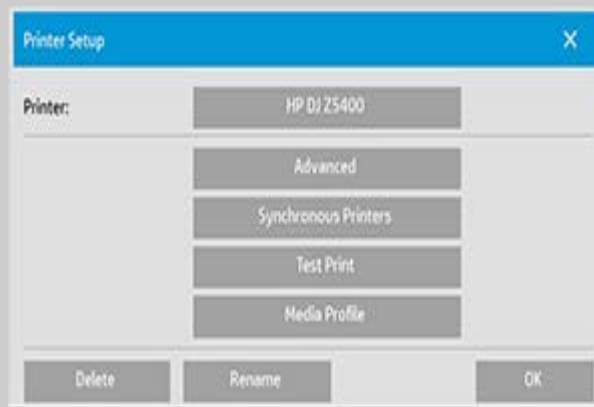 Printer Setup X
Printer: HP DJ Z5400
Advanced
Synchronous Printers
Test Print
Media Profile
Delete Rename OK